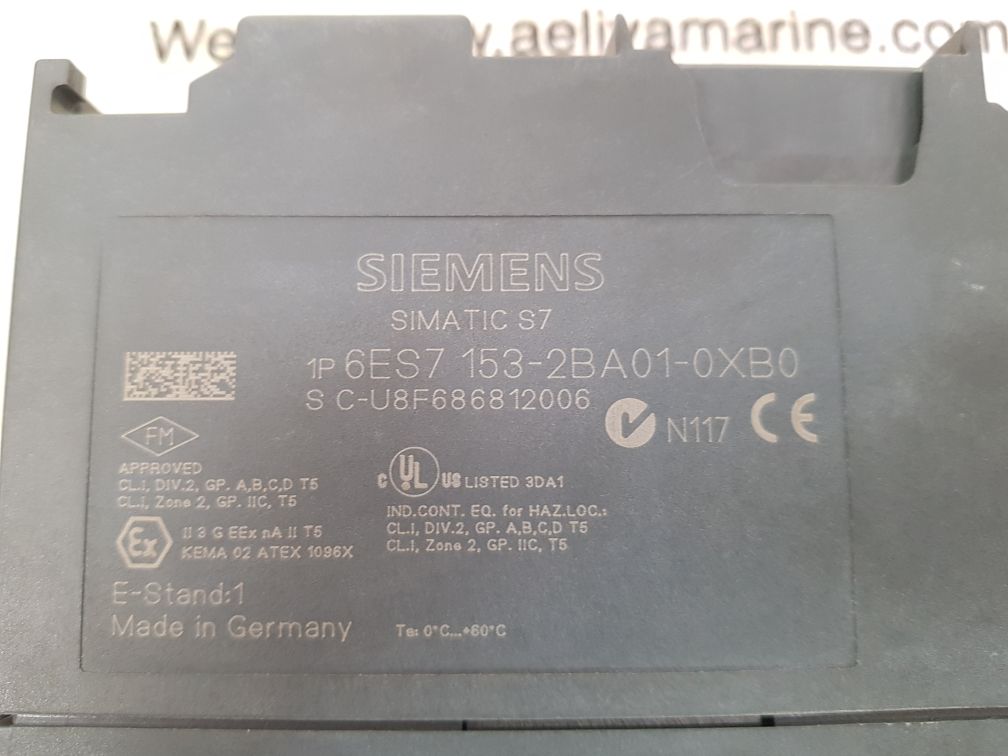 We www.aeliyamarine.com
SIEMENS
SIMATIC S7
1P 6ES7 153-2BA01-0XB0
S C-U8F686812006
N117 CE
FM
APPROVED
CL.I, DIV.2, GP. A,B,C,D T5
CL.I, Zone 2, GP. IIC, T5
C UL US LISTED 3DA1
IND.CONT. EQ. for HAZ.LOC.:
CL.I, DIV.2, GP. A,B,C,D T5
CL.I, Zone 2, GP. IIC, T5
Ex II 3 G EEx nA II T5
KEMA 02 ATEX 1096X
E-Stand:1
Made in Germany
Ta: 0°C...+60°C